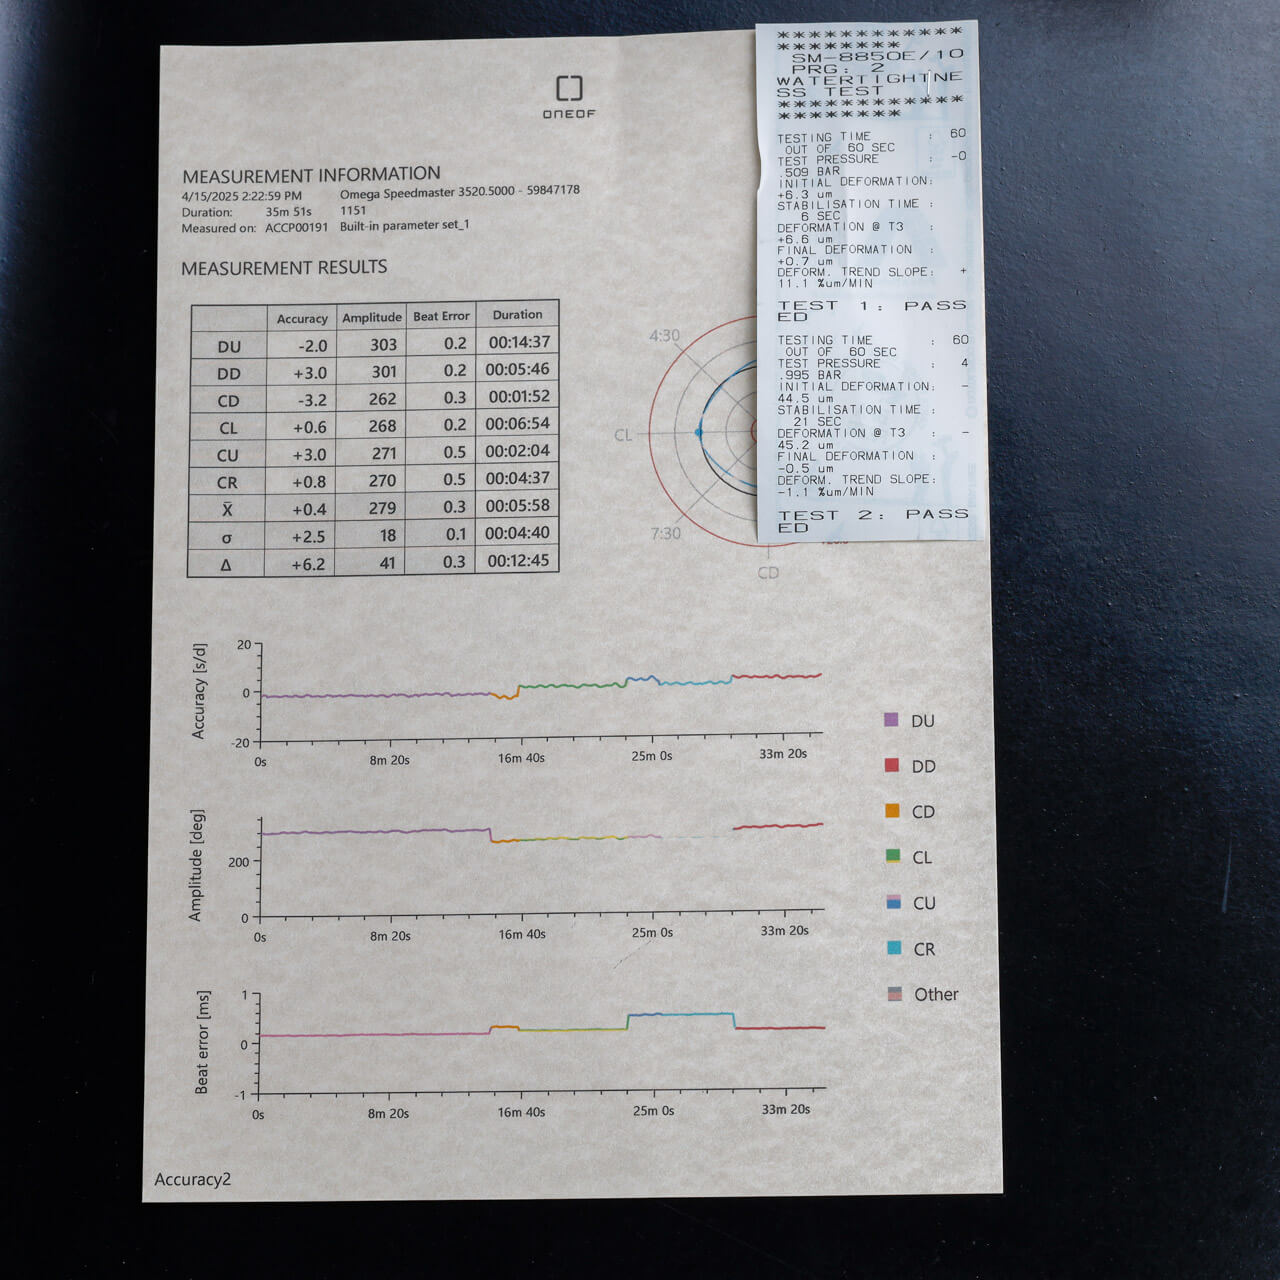 ONEOF
MEASUREMENT INFORMATION
4/15/2025 2:22:59 PM Omega Speedmaster 3520.5000 - 59847178
Duration: 35m 51s 1151
Measured on: ACCP00191 Built-in parameter set_1
MEASUREMENT RESULTS
Accuracy Amplitude Beat Error Duration
DU -2.0 303 0.2 00:14:37
DD +3.0 301 0.2 00:05:46
CD -3.2 262 0.3 00:01:52
CL +0.6 268 0.2 00:06:54
CU +3.0 271 0.5 00:02:04
CR +0.8 270 0.5 00:04:37
X̄ +0.4 279 0.3 00:05:58
σ +2.5 18 0.1 00:04:40
Δ +6.2 41 0.3 00:12:45
4:30
CL
7:30
CD
************
********
SM-8850E/10
PRG: 2
WATERTIGHTNE
SS TEST
************
********
TESTING TIME : 60
OUT OF 60 SEC
TEST PRESSURE : -0
.509 BAR
INITIAL DEFORMATION:
+6.3 um
STABILISATION TIME :
6 SEC
DEFORMATION @ T3 :
+6.6 um
FINAL DEFORMATION :
+0.7 um
DEFORM. TREND SLOPE: +
11.1 %um/MIN
TEST 1: PASS
ED
TESTING TIME : 60
OUT OF 60 SEC
TEST PRESSURE : 4
.995 BAR
INITIAL DEFORMATION: -
44.5 um
STABILISATION TIME :
21 SEC
DEFORMATION @ T3 : -
45.2 um
FINAL DEFORMATION :
-0.5 um
DEFORM. TREND SLOPE:
-1.1 %um/MIN
TEST 2: PASS
ED
Accuracy [s/d]
20
0
-20
0s 8m 20s 16m 40s 25m 0s 33m 20s
Amplitude [deg]
200
0
0s 8m 20s 16m 40s 25m 0s 33m 20s
Beat error [ms]
1
0
-1
0s 8m 20s 16m 40s 25m 0s 33m 20s
DU
DD
CD
CL
CU
CR
Other
Accuracy2